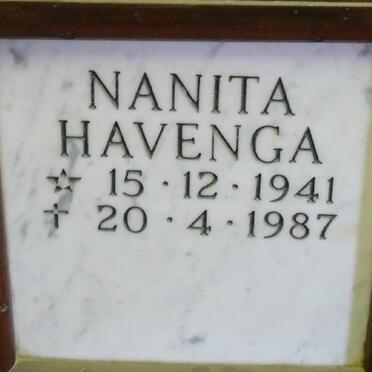 NANITA
HAVENGA
☆ 15 · 12 · 1941
✝ 20 · 4 · 1987